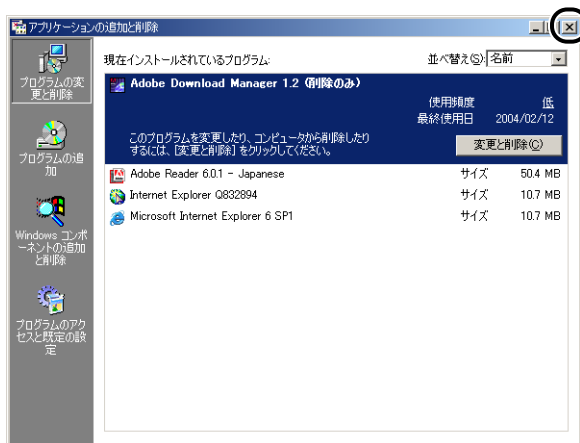 アプリケーションの追加と削除
プログラムの変
更と削除
プログラムの追
加
Windows コンポ
ーネントの追加
と削除
プログラムのアク
セスと既定の設
定
現在インストールされているプログラム:
並べ替え(S): 名前
Adobe Download Manager 1.2 (削除のみ)
使用頻度 低
最終使用日 2004/02/12
このプログラムを変更したり、コンピュータから削除したり
するには、[変更と削除] をクリックしてください。
変更と削除(C)
Adobe Reader 6.0.1 - Japanese サイズ 50.4 MB
Internet Explorer Q832894 サイズ 10.7 MB
Microsoft Internet Explorer 6 SP1 サイズ 10.7 MB